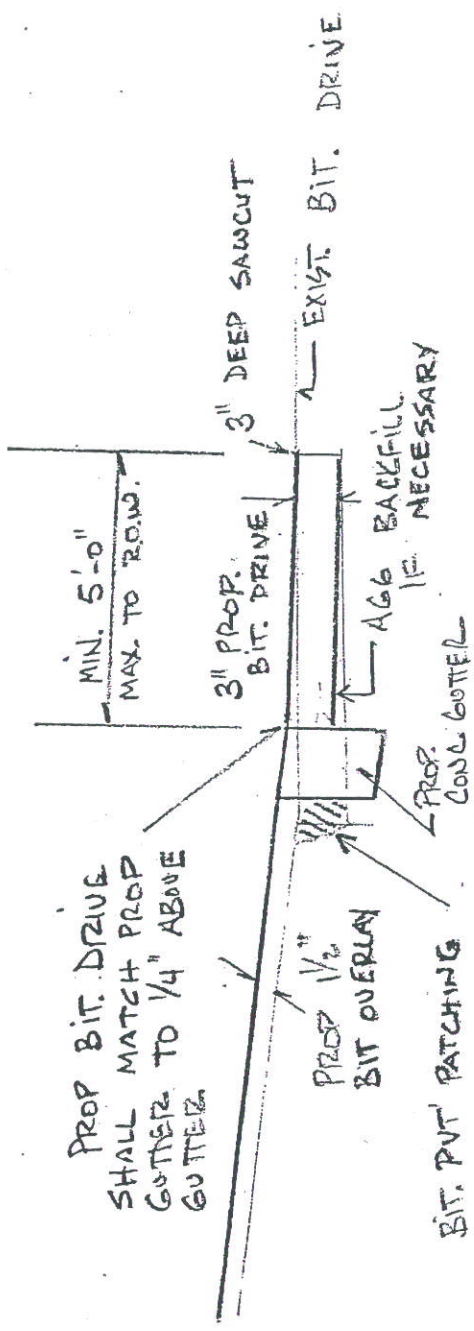 PROP BIT. DRIVE
SHALL MATCH PROP
GUTTER TO 1/4" ABOVE
GUTTER
MIN. 5'-0"
MAX. TO R.O.W.
3" PROP.
BIT. DRIVE
3" DEEP SAWCUT
EXIST. BIT. DRIVE
AGG BACKFILL
IF NECESSARY
PROP.
CONC. GUTTER
PROP 1 1/2"
BIT OVERLAY
BIT. PVT PATCHING